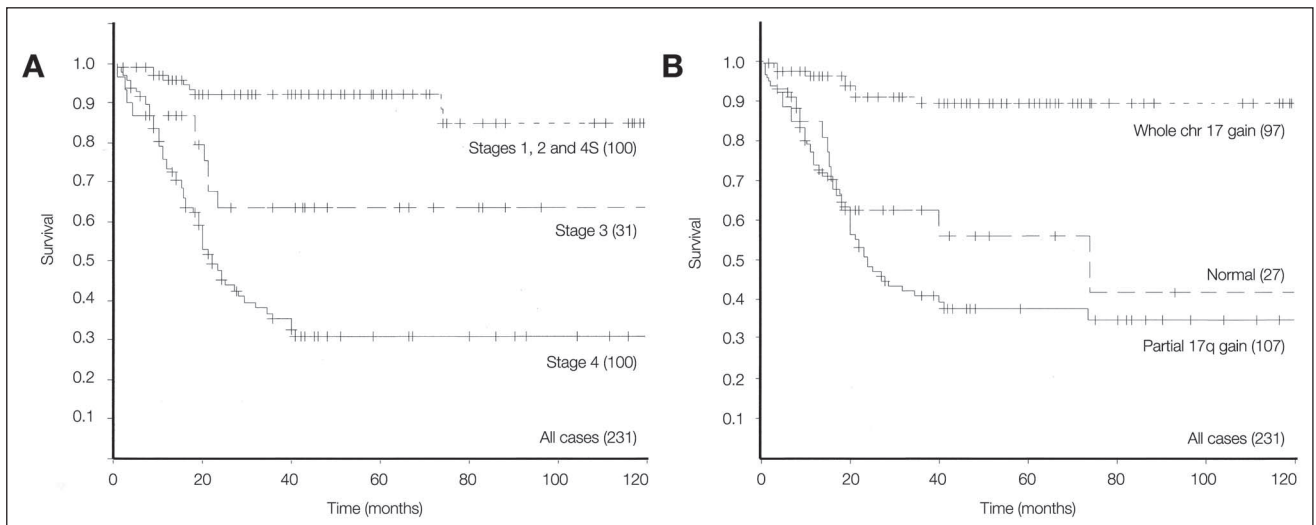 A
Survival
1.0
0.9
0.8
0.7
0.6
0.5
0.4
0.3
0.2
0.1
Stages 1, 2 and 4S (100)
Stage 3 (31)
Stage 4 (100)
All cases (231)
0 20 40 60 80 100 120
Time (months)
B
Survival
1.0
0.9
0.8
0.7
0.6
0.5
0.4
0.3
0.2
0.1
Whole chr 17 gain (97)
Normal (27)
Partial 17q gain (107)
All cases (231)
0 20 40 60 80 100 120
Time (months)